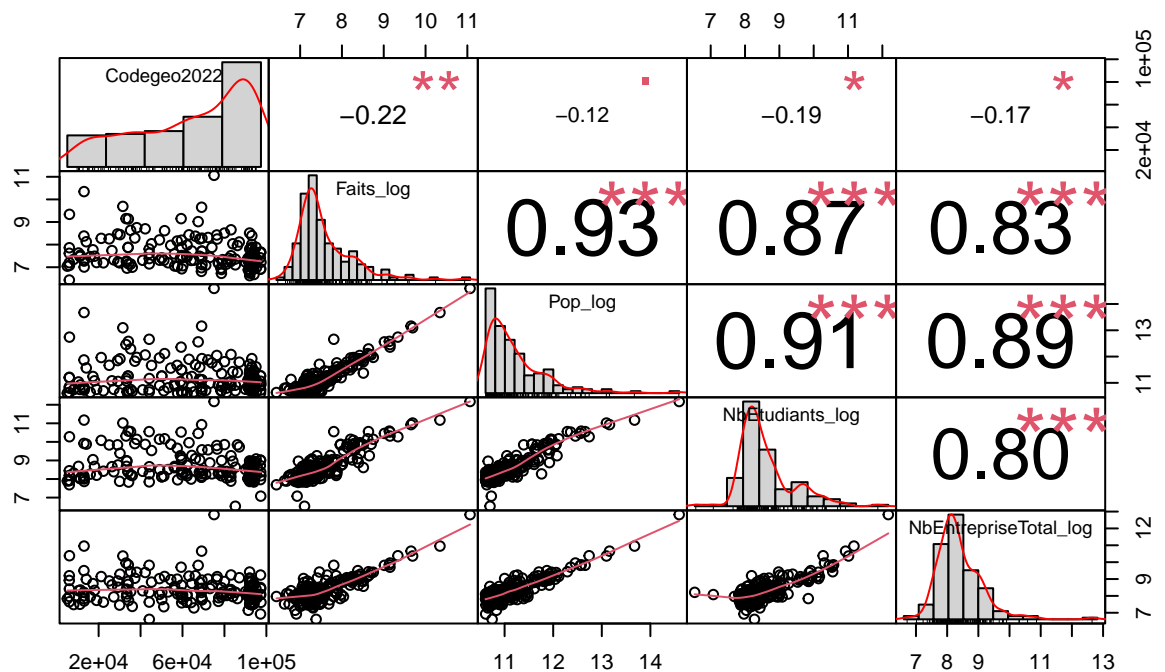 7 8 9 10 11
7 8 9 11
Codegeo2022
**
−0.22
−0.12
*
−0.19
*
−0.17
2e+04 1e+05
7 9 11
Faits_log
***
0.93
***
0.87
***
0.83
Pop_log
***
0.91
***
0.89
11 13
7 9 11
NbEtudiants_log
***
0.80
NbEntrepriseTotal_log
7 9 12
2e+04 6e+04 1e+05
11 12 13 14
7 8 9 11 13